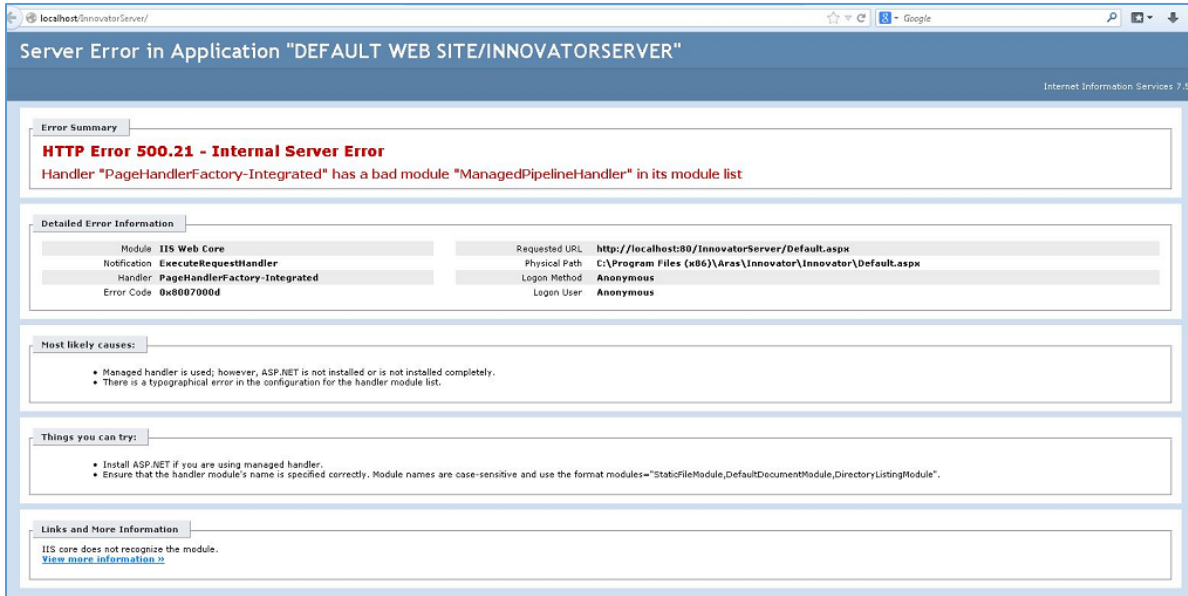 localhost/InnovatorServer/
Google
Server Error in Application "DEFAULT WEB SITE/INNOVATORSERVER"
Internet Information Services 7.5
Error Summary
HTTP Error 500.21 - Internal Server Error
Handler "PageHandlerFactory-Integrated" has a bad module "ManagedPipelineHandler" in its module list
Detailed Error Information
Module IIS Web Core
Notification ExecuteRequestHandler
Handler PageHandlerFactory-Integrated
Error Code 0x8007000d
Requested URL http://localhost:80/InnovatorServer/Default.aspx
Physical Path C:\Program Files (x86)\Aras\Innovator\Innovator\Default.aspx
Logon Method Anonymous
Logon User Anonymous
Most likely causes:
• Managed handler is used; however, ASP.NET is not installed or is not installed completely.
• There is a typographical error in the configuration for the handler module list.
Things you can try:
• Install ASP.NET if you are using managed handler.
• Ensure that the handler module's name is specified correctly. Module names are case-sensitive and use the format modules="StaticFileModule,DefaultDocumentModule,DirectoryListingModule".
Links and More Information
IIS core does not recognize the module.
View more information »